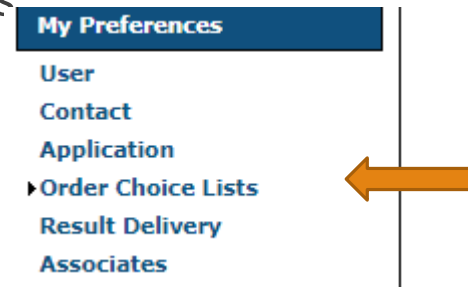 My Preferences
User
Contact
Application
Order Choice Lists
Result Delivery
Associates